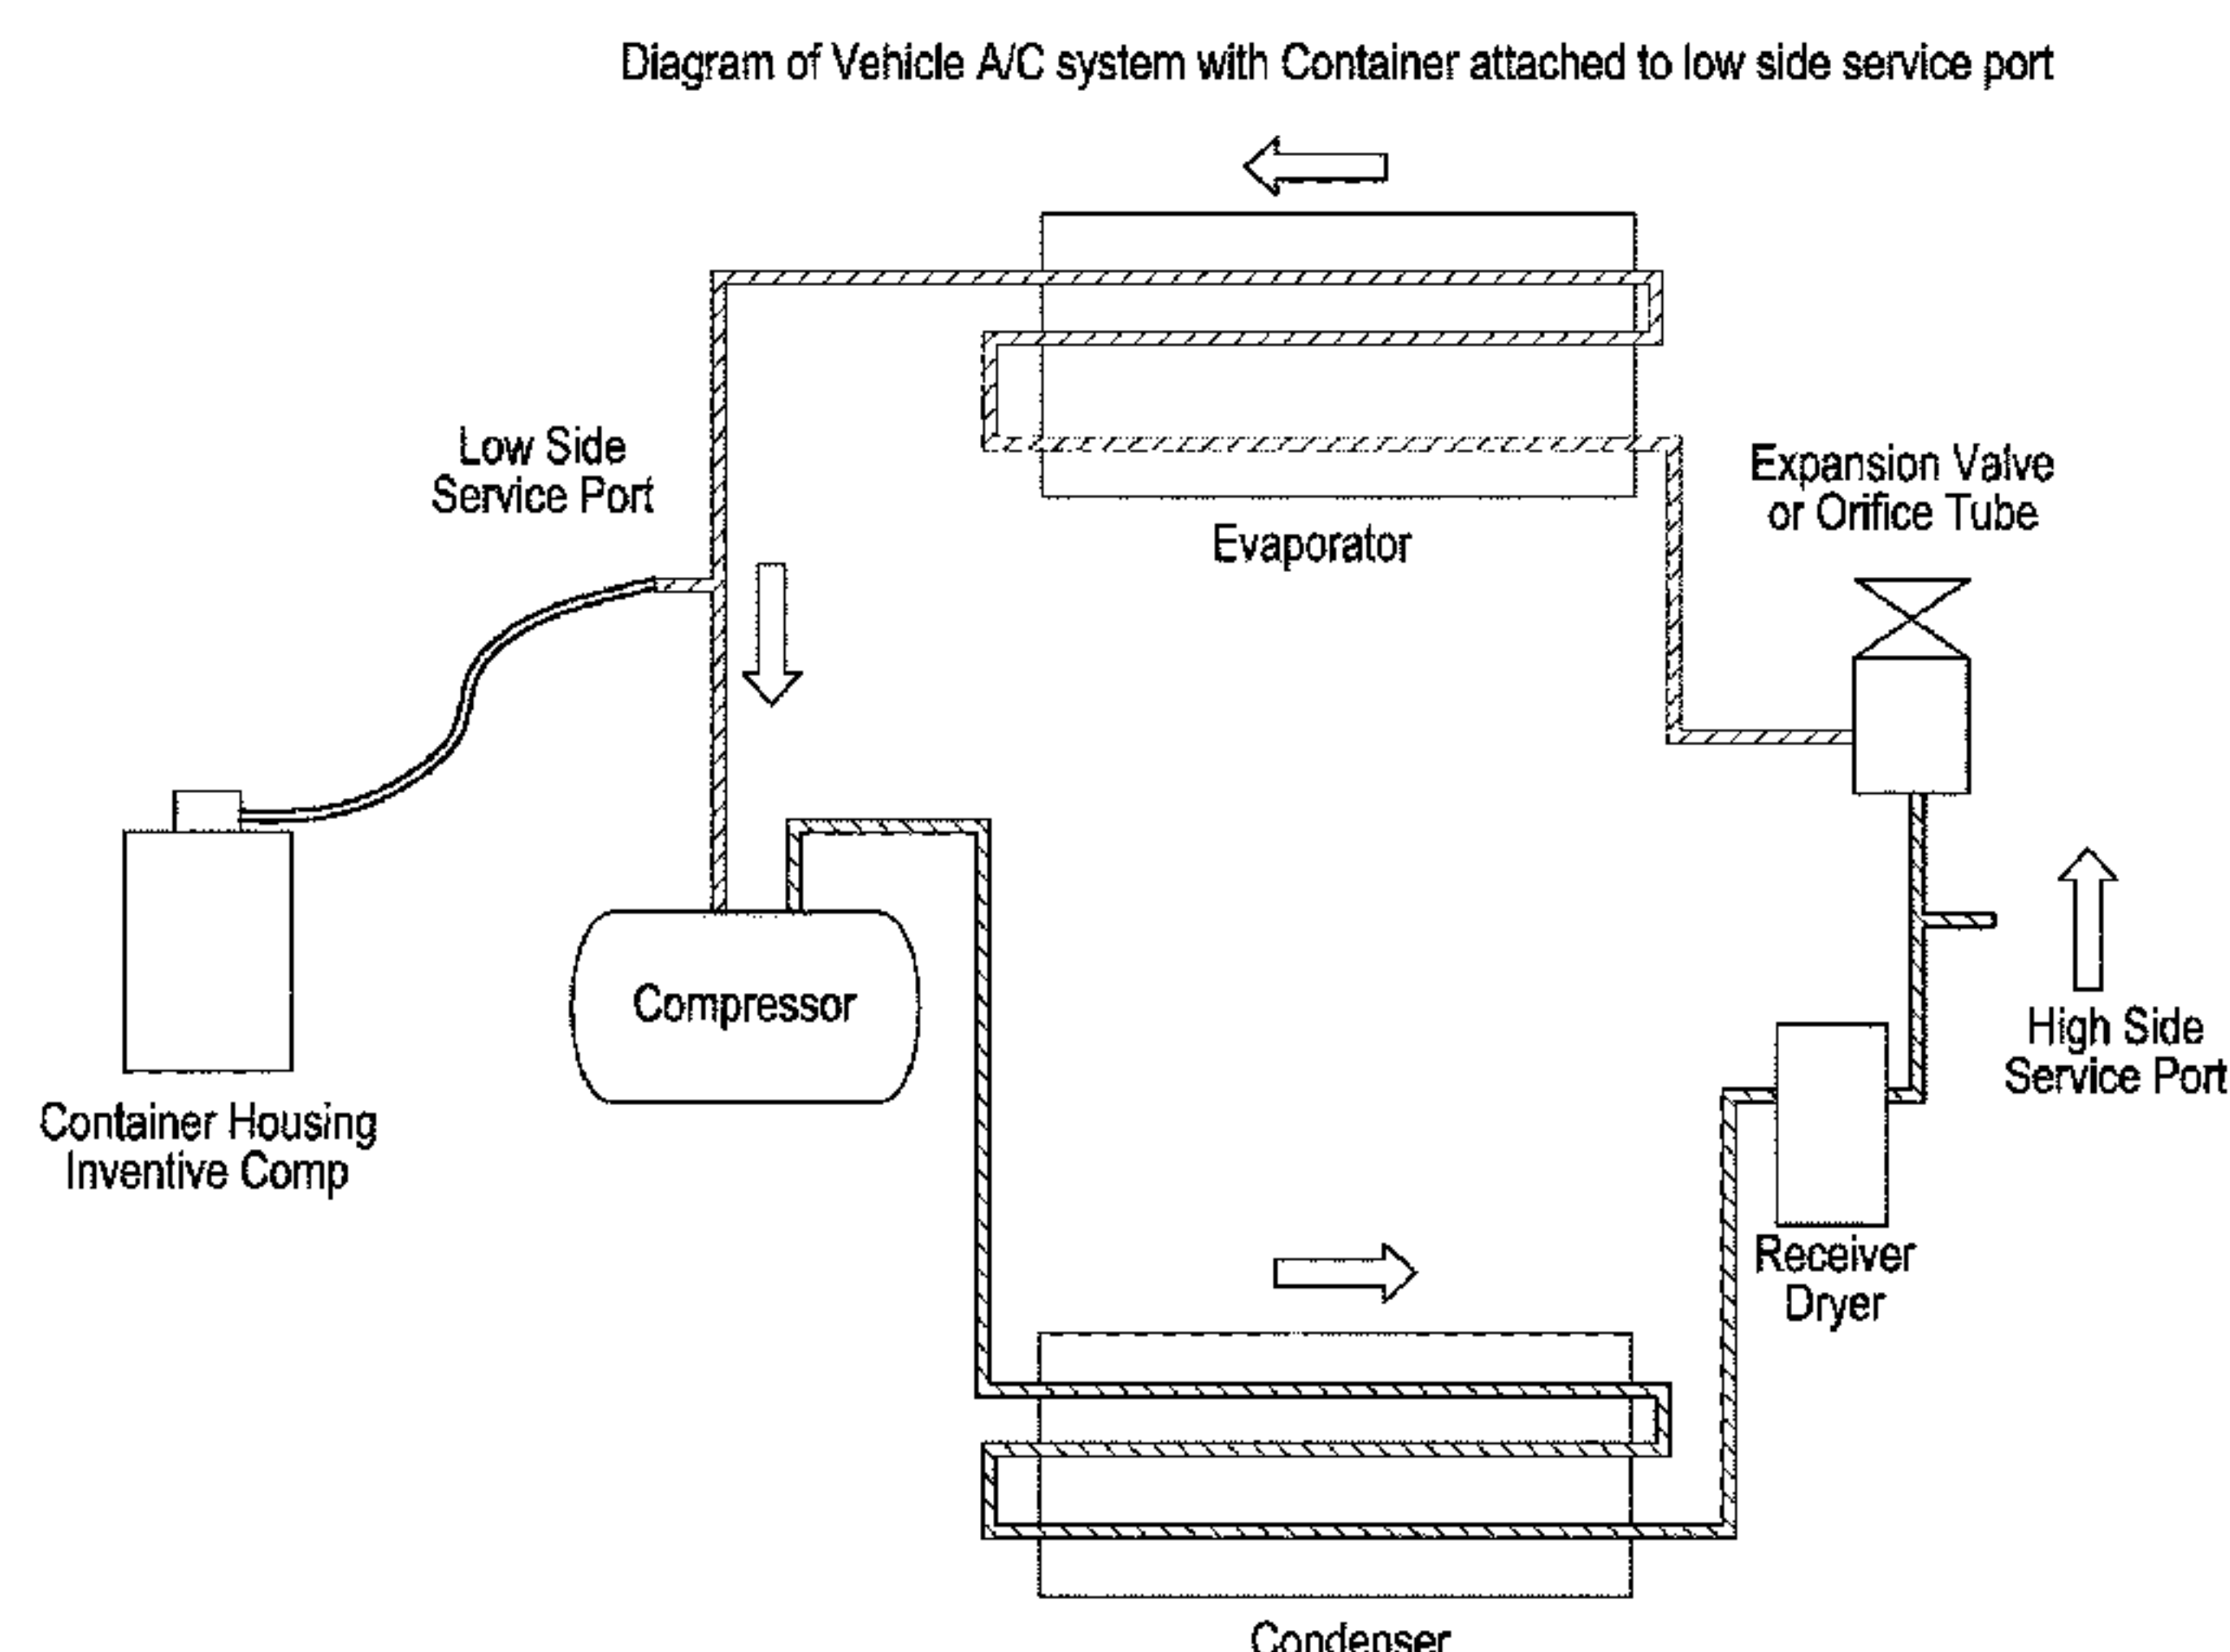 Diagram of Vehicle A/C system with Container attached to low side service port
Low Side
Service Port
Evaporator
Expansion Valve
or Orifice Tube
Compressor
High Side
Service Port
Container Housing
Inventive Comp
Receiver
Dryer
Condenser